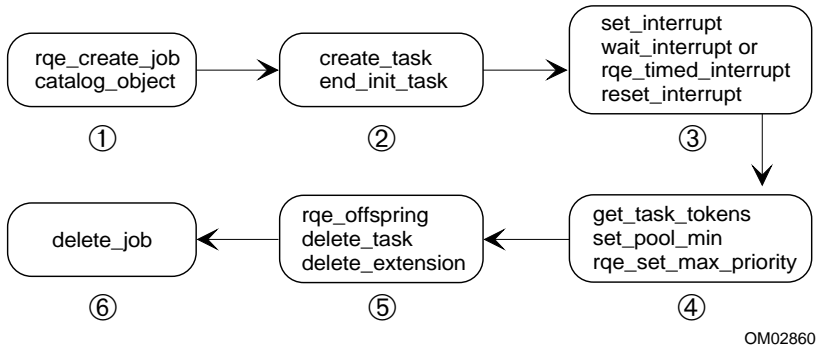 rqe_create_job
catalog_object
①
create_task
end_init_task
②
set_interrupt
wait_interrupt or
rqe_timed_interrupt
reset_interrupt
③
get_task_tokens
set_pool_min
rqe_set_max_priority
④
rqe_offspring
delete_task
delete_extension
⑤
delete_job
⑥
OM02860